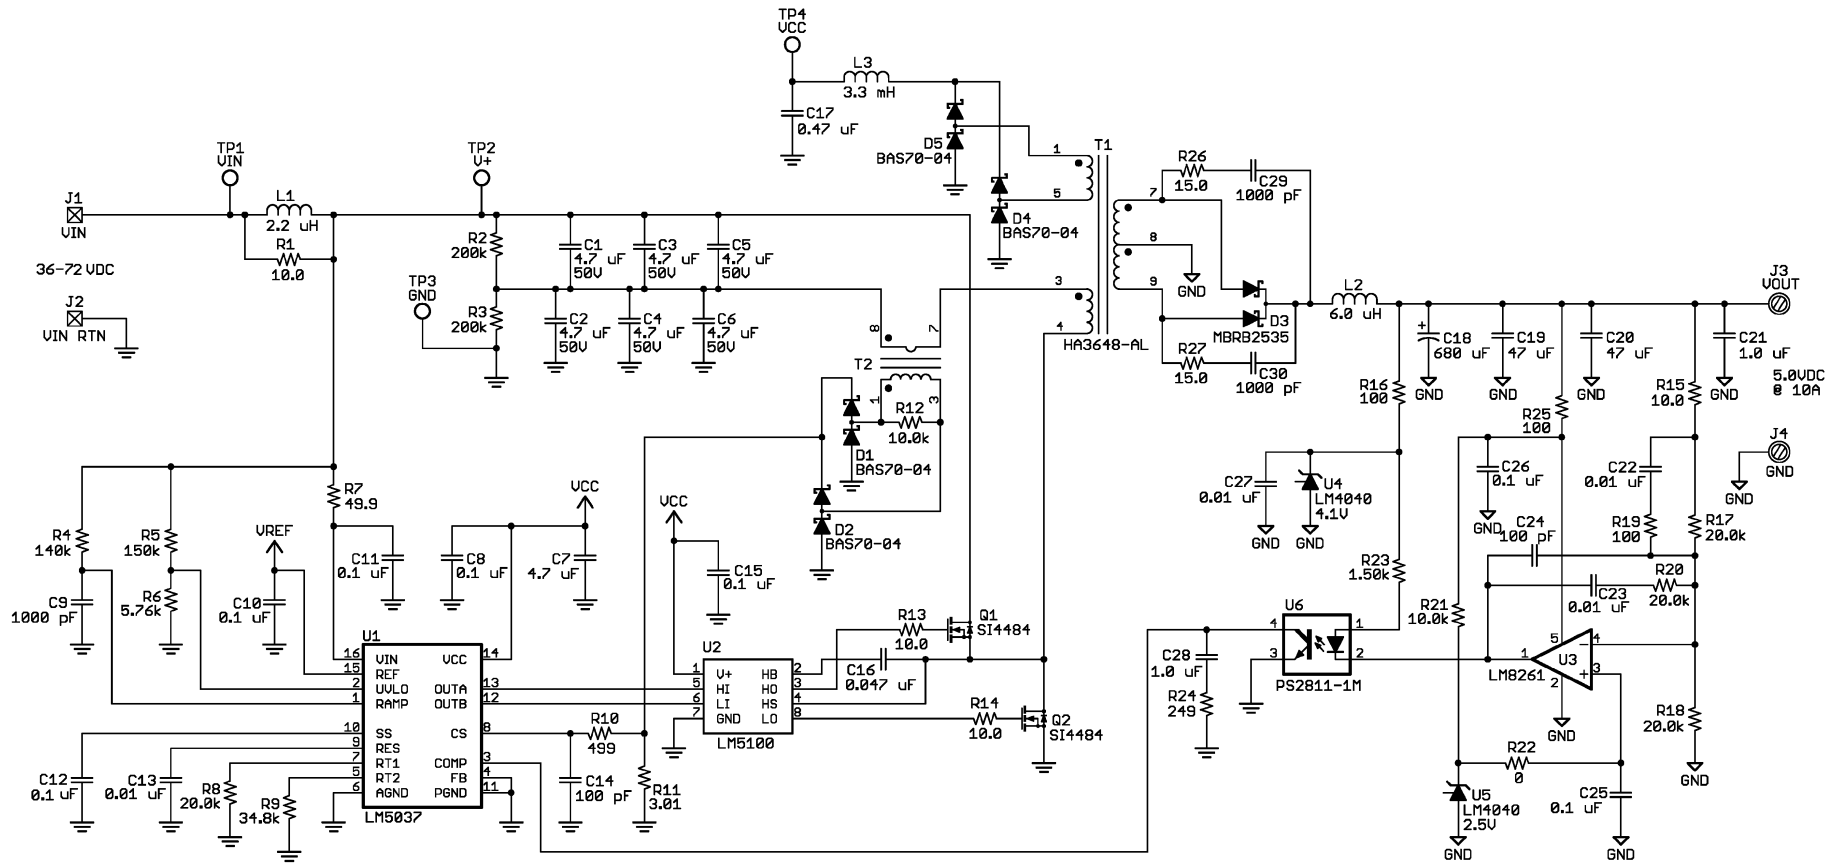 TP4
VCC
L3
3.3 mH
C17
0.47 uF
D5
BAS70-04
D4
BAS70-04
1
5
3
4
T1
HA3648-AL
7
8
9
GND
R26
15.0
C29
1000 pF
D3
MBRB2535
R27
15.0
C30
1000 pF
L2
6.0 uH
J3
VOUT
C18
680 uF
GND
+
C19
47 uF
GND
C20
47 uF
GND
C21
1.0 uF
GND
5.0VDC
@ 10A
J4
GND
GND
J1
VIN
36-72 VDC
J2
VIN RTN
TP1
VIN
L1
2.2 uH
R1
10.0
TP2
V+
R2
200k
TP3
GND
R3
200k
C1
4.7 uF
50V
C3
4.7 uF
50V
C5
4.7 uF
50V
C2
4.7 uF
50V
C4
4.7 uF
50V
C6
4.7 uF
50V
8
7
T2
1
3
R12
10.0k
D1
BAS70-04
D2
BAS70-04
R4
140k
R5
150k
R6
5.76k
C9
1000 pF
VREF
C10
0.1 uF
R7
49.9
C11
0.1 uF
C8
0.1 uF
VCC
C7
4.7 uF
VCC
C15
0.1 uF
U1
16 VIN VCC 14
15 REF
2 UVLO OUTA 13
1 RAMP OUTB 12
10 SS CS 8
9 RES
7 RT1 COMP 3
5 RT2 FB 4
6 AGND PGND 11
LM5037
C12
0.1 uF
C13
0.01 uF
R8
20.0k
R9
34.8k
R10
499
C14
100 pF
R11
3.01
U2
1 V+ HB 2
5 HI HO 3
6 LI HS 4
7 GND LO 8
LM5100
C16
0.047 uF
R13
10.0
Q1
SI4484
R14
10.0
Q2
SI4484
R16
100
C27
0.01 uF
GND
U4
LM4040
4.1V
GND
R23
1.50k
U6
4
3
1
2
PS2811-1M
C28
1.0 uF
R24
249
R25
100
C26
0.1 uF
GND
R15
10.0
C22
0.01 uF
R19
100
R17
20.0k
C24
100 pF
C23
0.01 uF
R20
20.0k
R21
10.0k
U3
LM8261
1
5
4
3
2
-
+
GND
R18
20.0k
GND
R22
0
U5
LM4040
2.5V
GND
C25
0.1 uF
GND